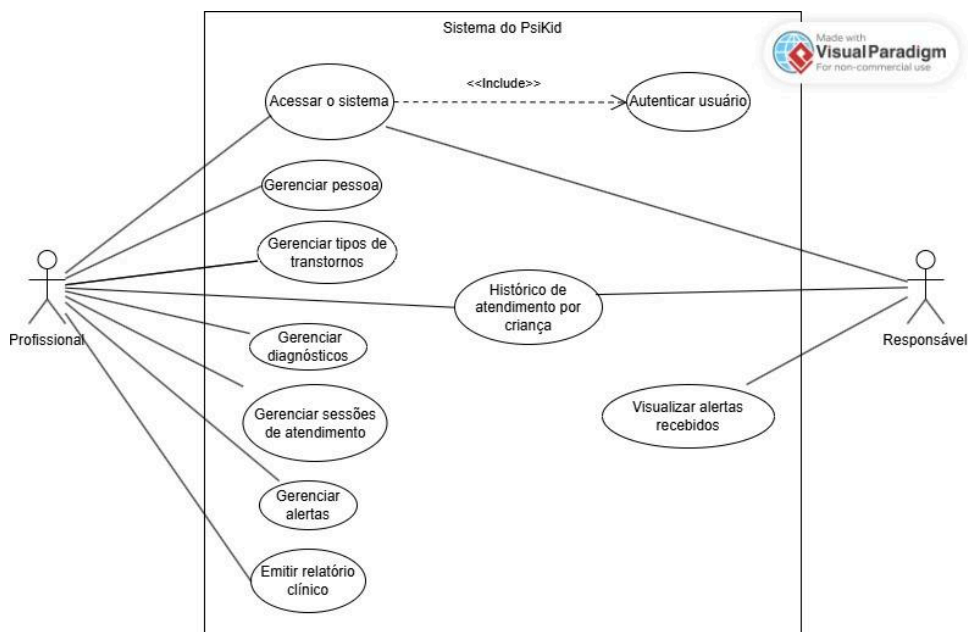 Sistema do PsiKid
Made with
VisualParadigm
For non-commercial use
<<Include>>
Acessar o sistema
Autenticar usuário
Gerenciar pessoa
Gerenciar tipos de
transtornos
Histórico de
atendimento por
criança
Profissional
Responsável
Gerenciar
diagnósticos
Gerenciar sessões
de atendimento
Visualizar alertas
recebidos
Gerenciar
alertas
Emitir relatório
clínico